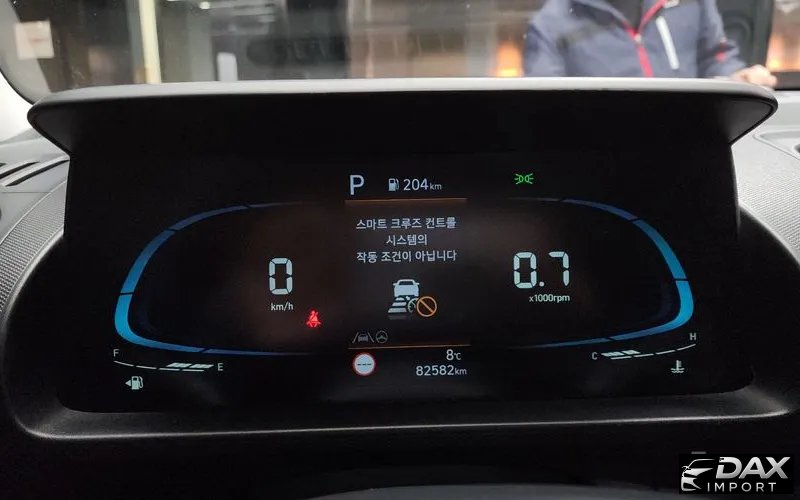 P 204km
스마트 크루즈 컨트롤
시스템의
작동 조건이 아닙니다
0
km/h
0.7
x1000rpm
F E
8℃
82582km
C H
DAX
IMPORT